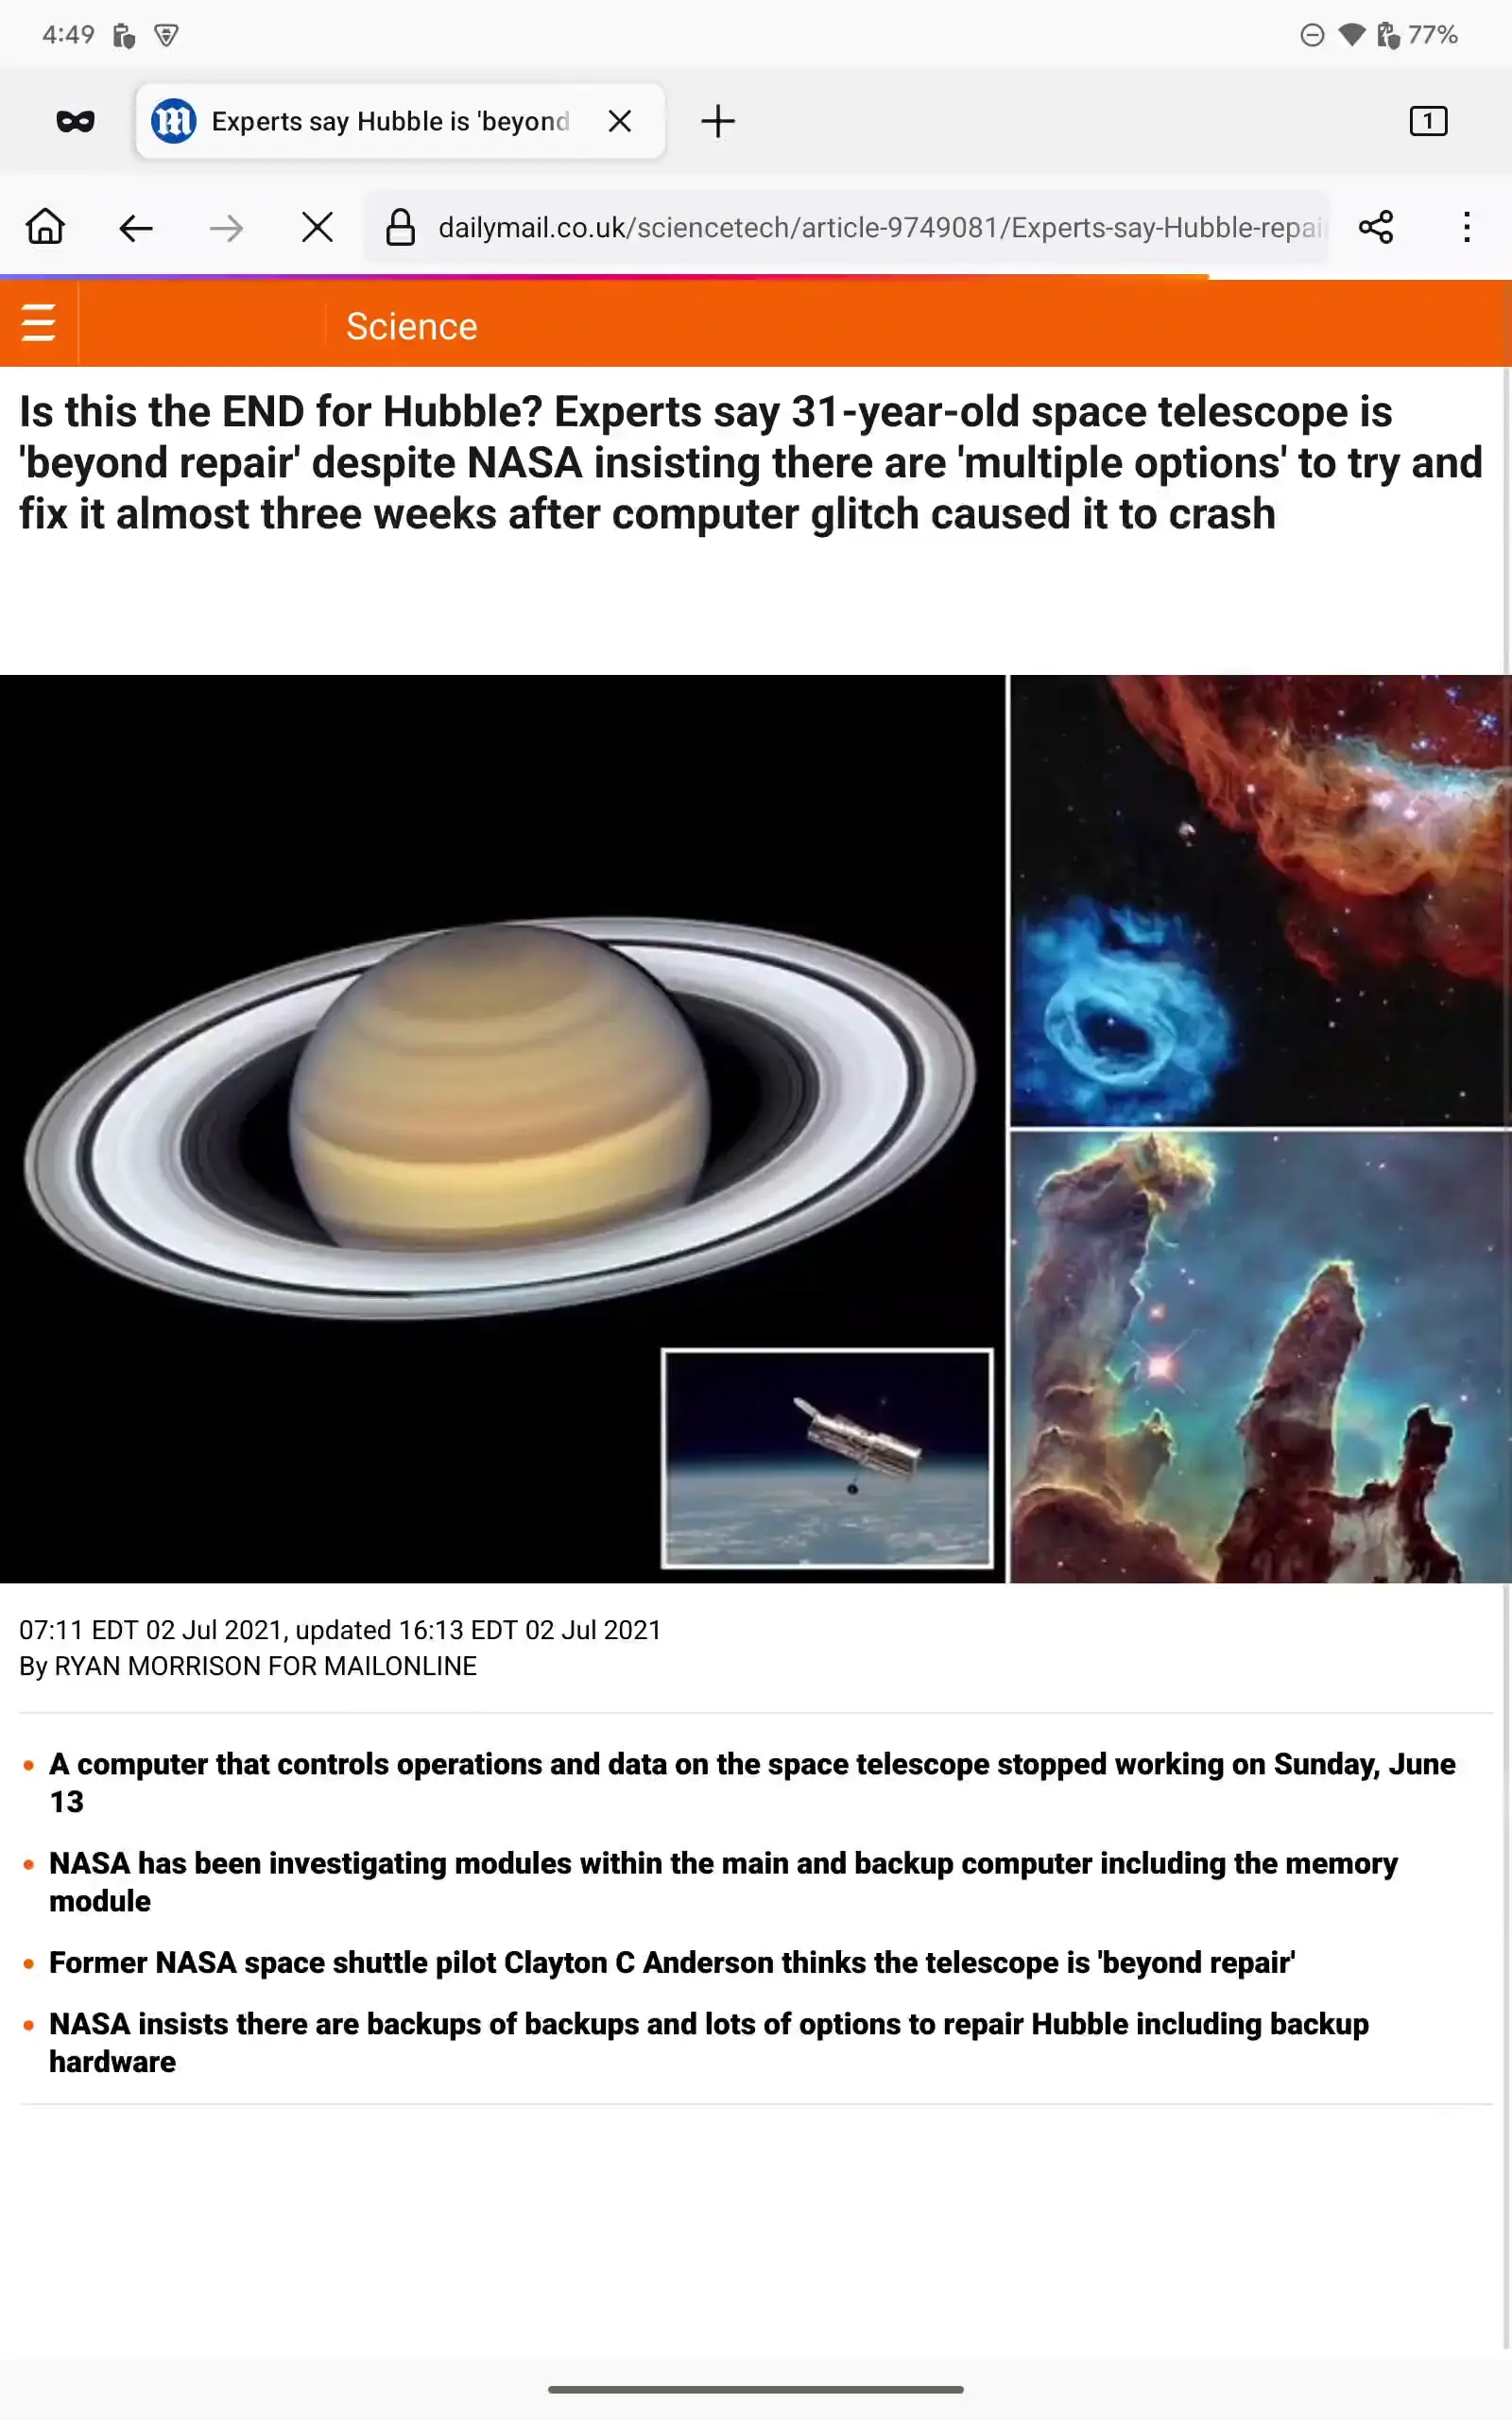 4:49
77%
Experts say Hubble is 'beyond
1
dailymail.co.uk/sciencetech/article-9749081/Experts-say-Hubble-repai
Science
Is this the END for Hubble? Experts say 31-year-old space telescope is
'beyond repair' despite NASA insisting there are 'multiple options' to try and
fix it almost three weeks after computer glitch caused it to crash
07:11 EDT 02 Jul 2021, updated 16:13 EDT 02 Jul 2021
By RYAN MORRISON FOR MAILONLINE
• A computer that controls operations and data on the space telescope stopped working on Sunday, June
13
• NASA has been investigating modules within the main and backup computer including the memory
module
• Former NASA space shuttle pilot Clayton C Anderson thinks the telescope is 'beyond repair'
• NASA insists there are backups of backups and lots of options to repair Hubble including backup
hardware